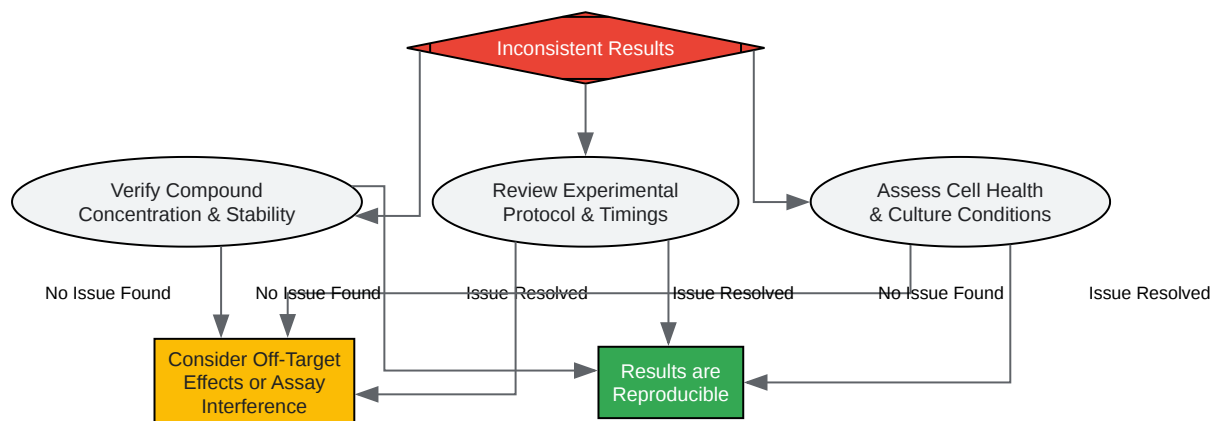 Inconsistent Results
Verify Compound
Concentration & Stability
Review Experimental
Protocol & Timings
Assess Cell Health
& Culture Conditions
No Issue Found
No Issue Found
Issue Resolved
Issue Resolved
No Issue Found
Issue Resolved
Consider Off-Target
Effects or Assay
Interference
Results are
Reproducible